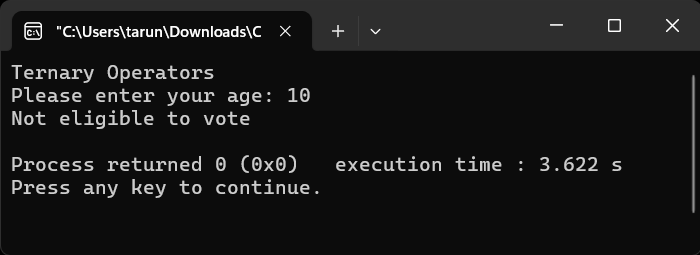 "C:\Users\tarun\Downloads\C
Ternary Operators
Please enter your age: 10
Not eligible to vote
Process returned 0 (0x0)   execution time : 3.622 s
Press any key to continue.